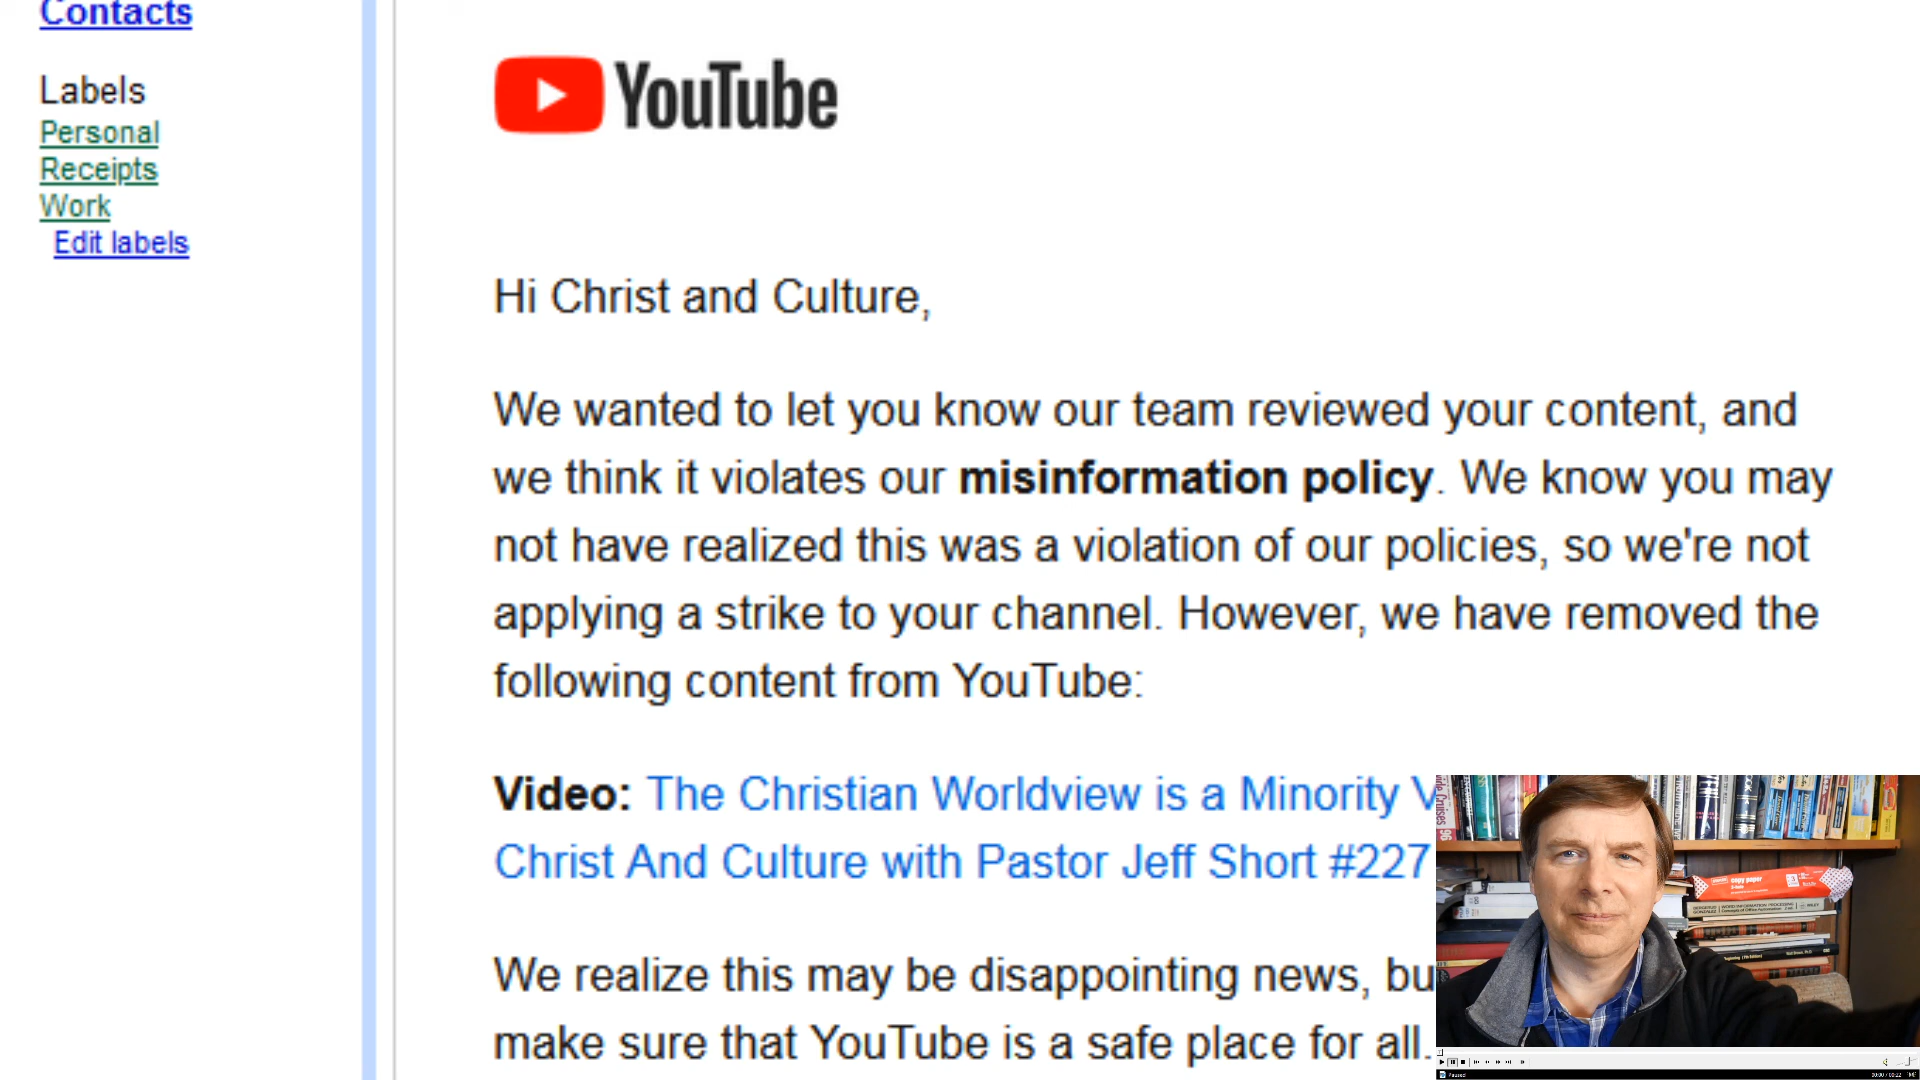 Contacts
Labels
Personal
Receipts
Work
Edit labels
YouTube
Hi Christ and Culture,
We wanted to let you know our team reviewed your content, and
we think it violates our misinformation policy. We know you may
not have realized this was a violation of our policies, so we're not
applying a strike to your channel. However, we have removed the
following content from YouTube:
Video: The Christian Worldview is a Minority V
Christ And Culture with Pastor Jeff Short #227
We realize this may be disappointing news, bu
make sure that YouTube is a safe place for all.
copy paper
Paused